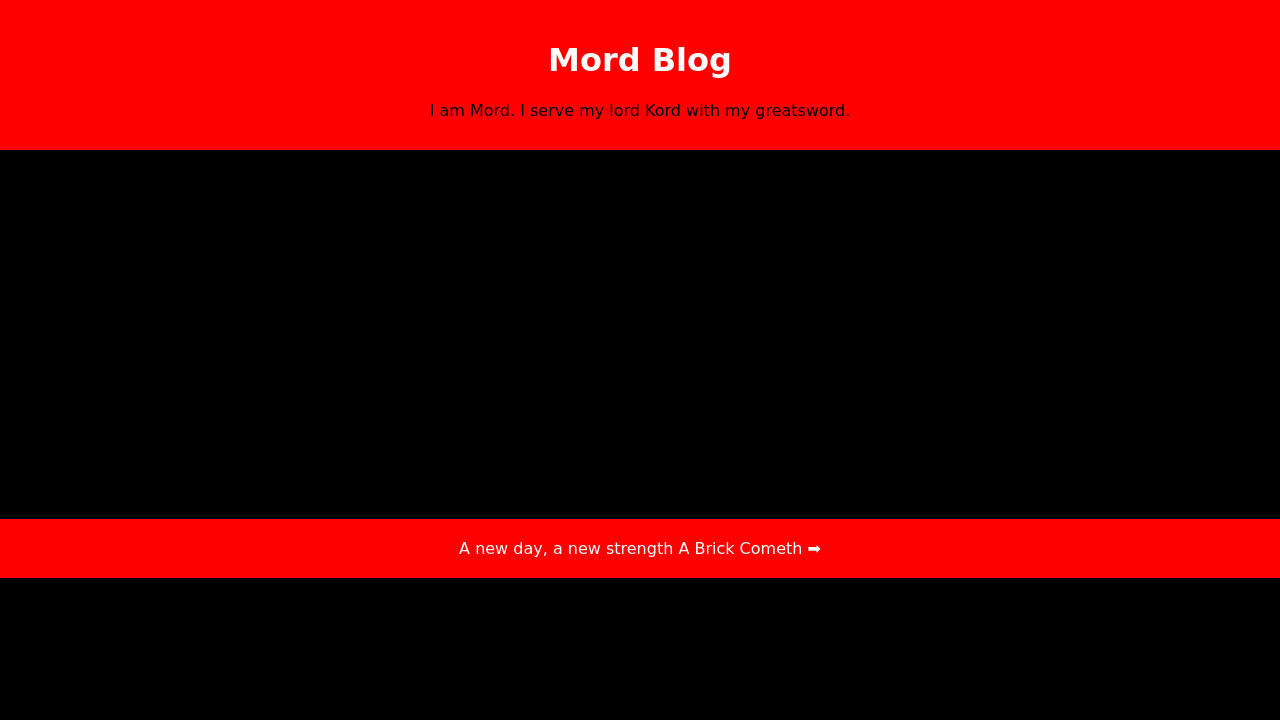 Mord Blog
I am Mord. I serve my lord Kord with my greatsword.
A new day, a new strength A Brick Cometh ➡